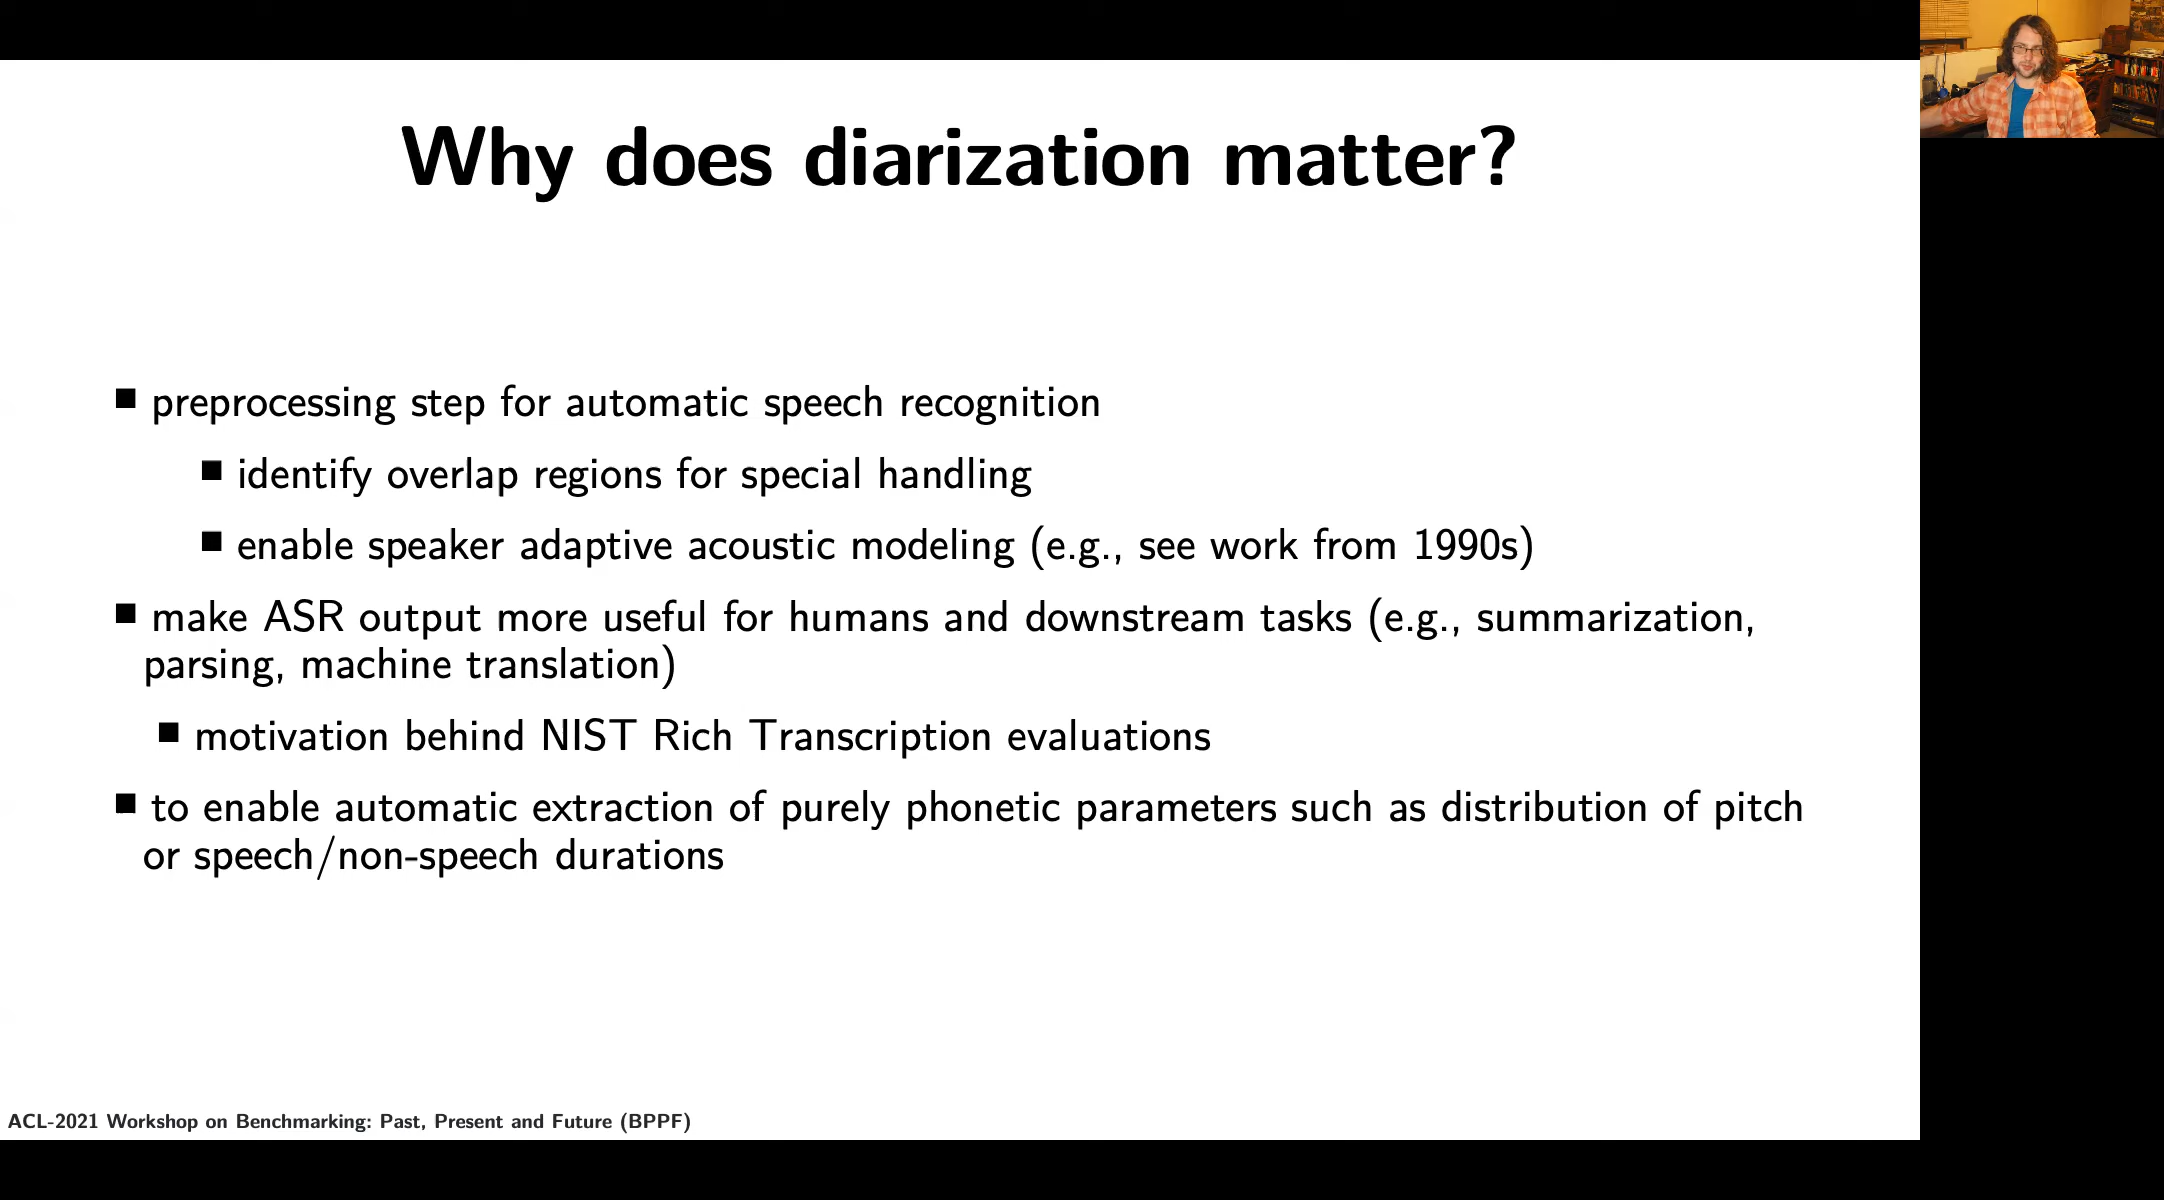 Why does diarization matter?
preprocessing step for automatic speech recognition
identify overlap regions for special handling
enable speaker adaptive acoustic modeling (e.g., see work from 1990s)
make ASR output more useful for humans and downstream tasks (e.g., summarization,
parsing, machine translation)
motivation behind NIST Rich Transcription evaluations
to enable automatic extraction of purely phonetic parameters such as distribution of pitch
or speech/non-speech durations
ACL-2021 Workshop on Benchmarking: Past, Present and Future (BPPF)